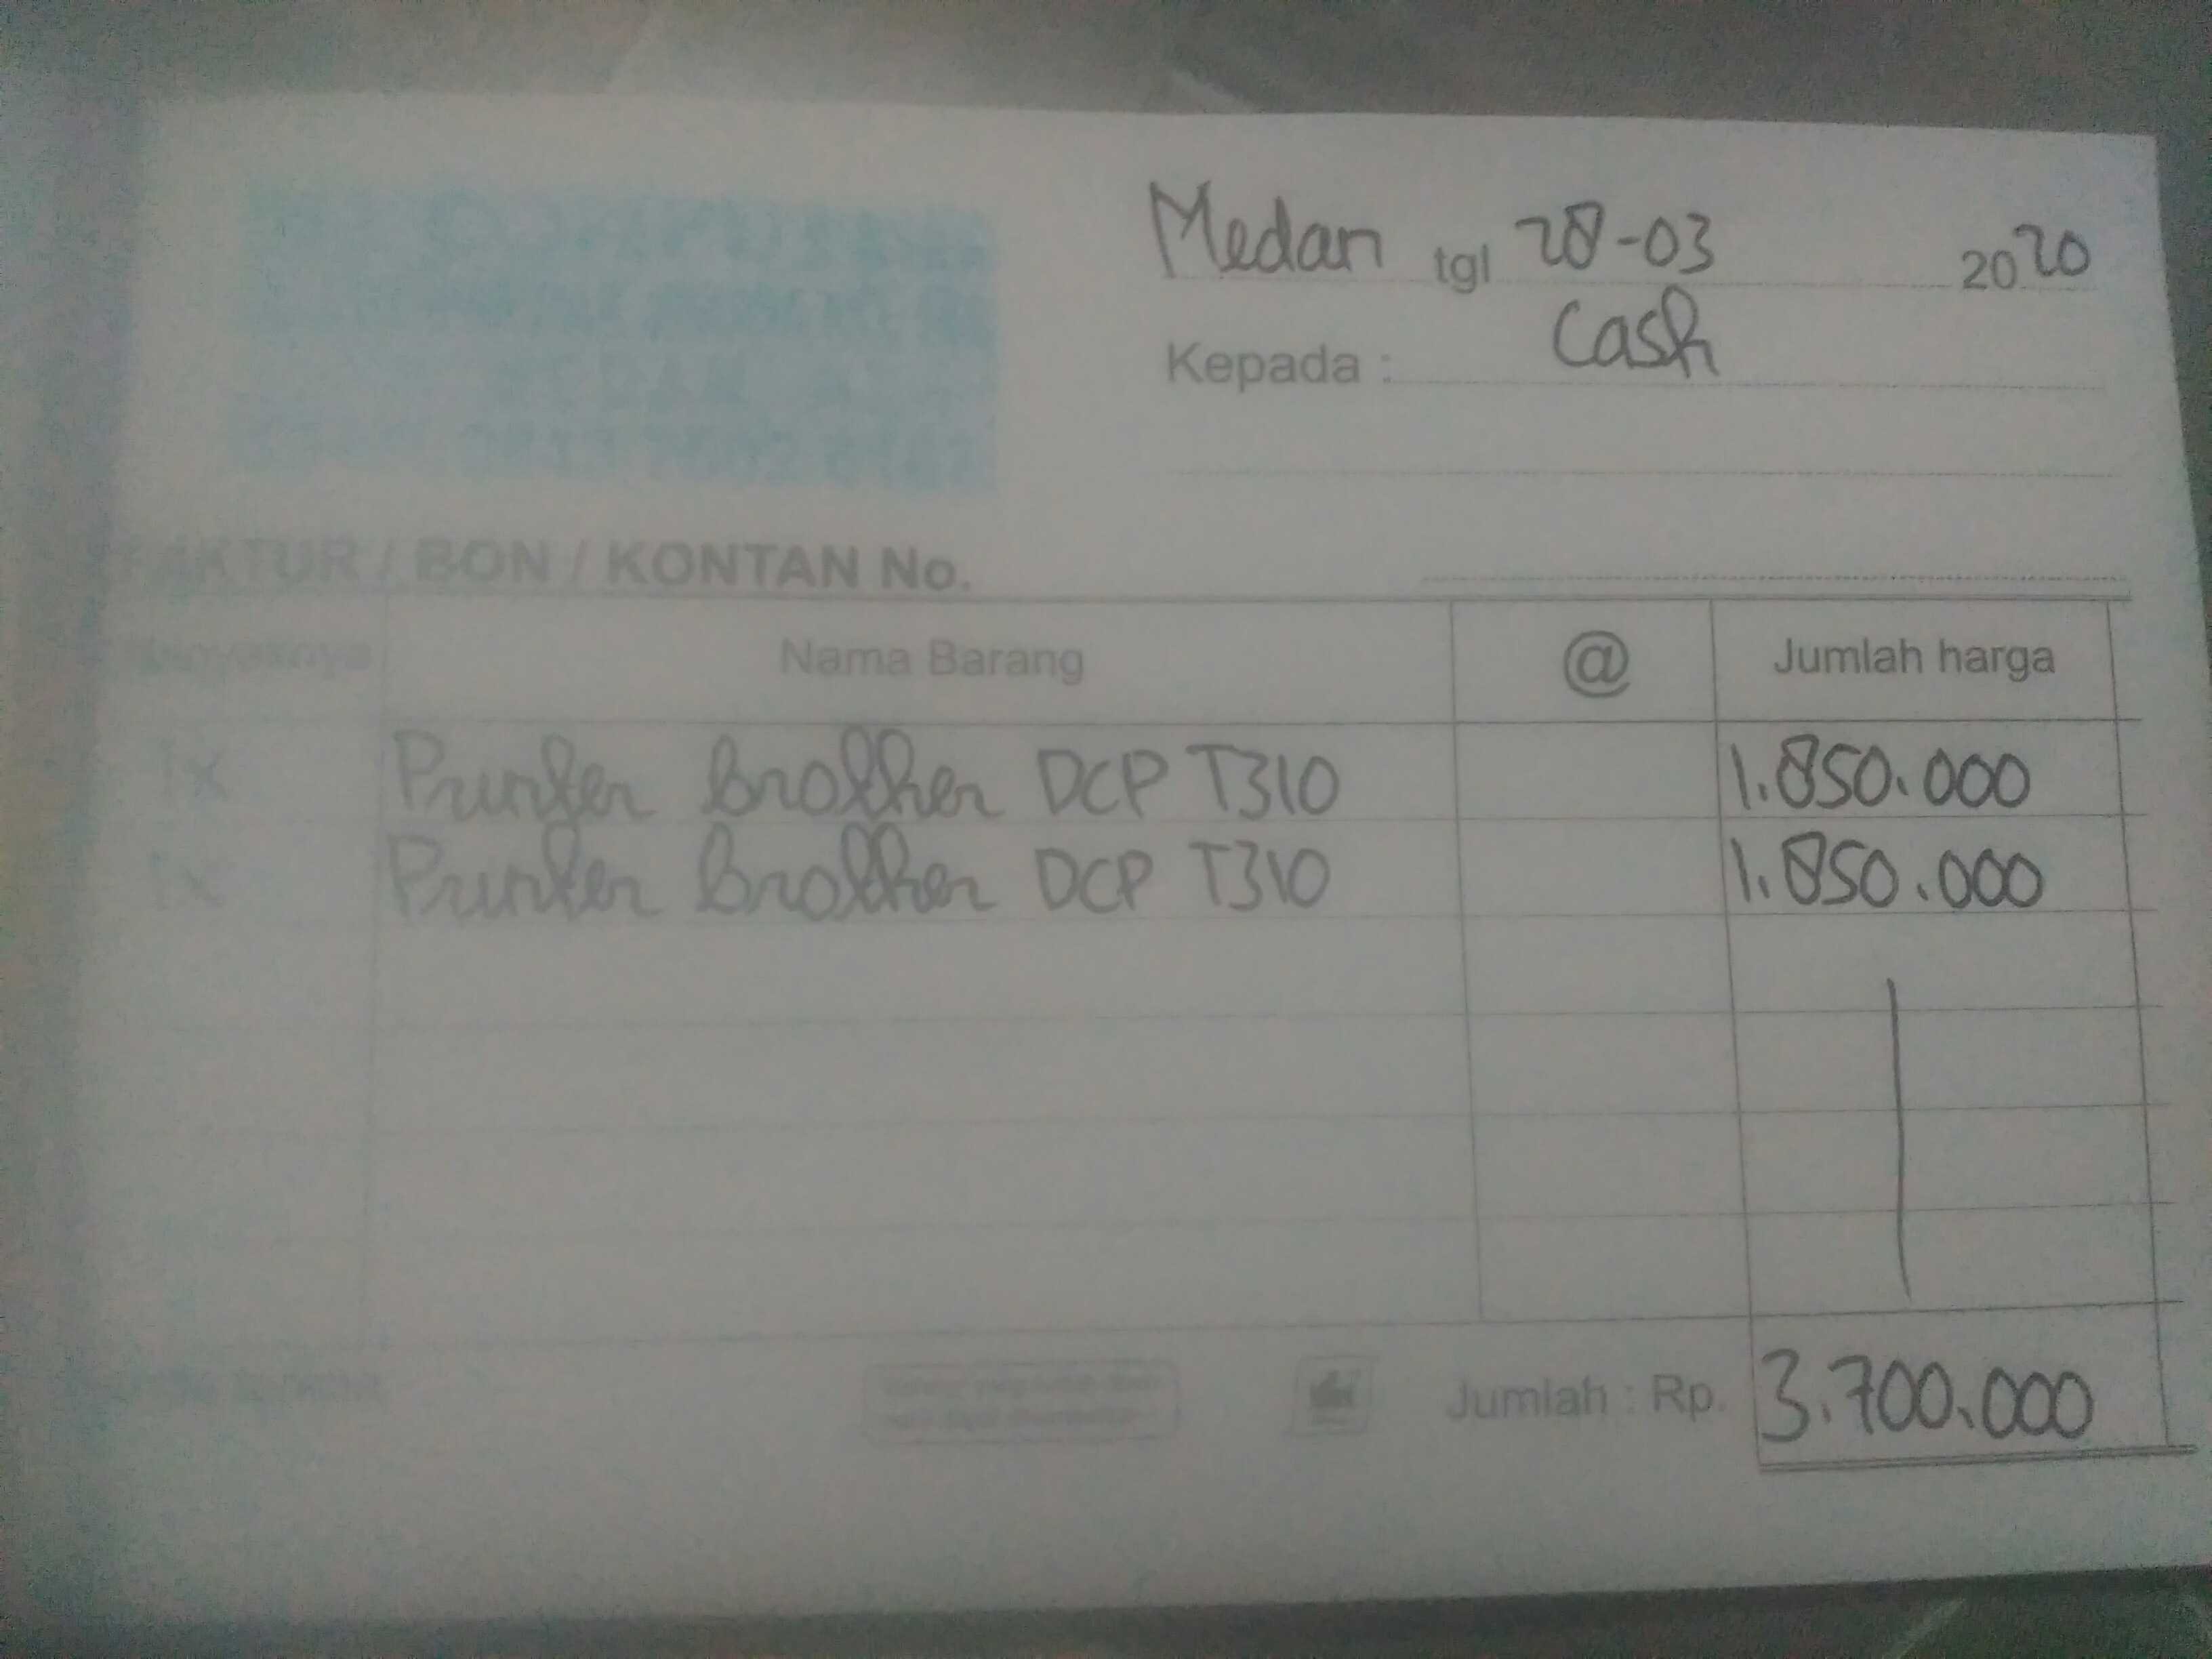 Medan tgl 28-03 2020
Kepada : Cash
FAKTUR / BON / KONTAN No.
Banyaknya Nama Barang @ Jumlah harga
1x Printer Brother DCP T310 1.850.000
1x Printer Brother DCP T310 1.850.000
Jumlah : Rp. 3.700.000